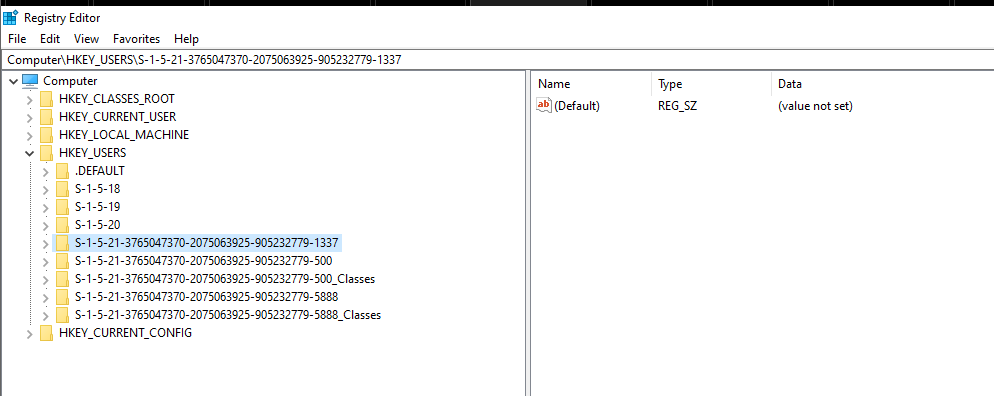 Registry Editor
File Edit View Favorites Help
Computer\HKEY_USERS\S-1-5-21-3765047370-2075063925-905232779-1337
Computer
HKEY_CLASSES_ROOT
HKEY_CURRENT_USER
HKEY_LOCAL_MACHINE
HKEY_USERS
.DEFAULT
S-1-5-18
S-1-5-19
S-1-5-20
S-1-5-21-3765047370-2075063925-905232779-1337
S-1-5-21-3765047370-2075063925-905232779-500
S-1-5-21-3765047370-2075063925-905232779-500_Classes
S-1-5-21-3765047370-2075063925-905232779-5888
S-1-5-21-3765047370-2075063925-905232779-5888_Classes
HKEY_CURRENT_CONFIG
Name Type Data
ab (Default) REG_SZ (value not set)